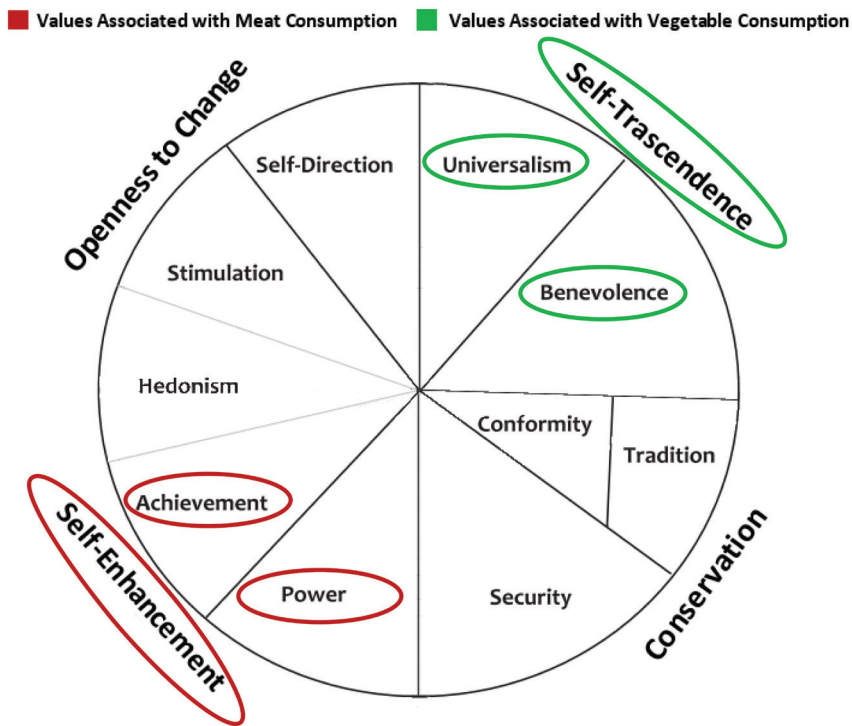 Values Associated with Meat Consumption
Values Associated with Vegetable Consumption
Openness to Change
Self-Trascendence
Self-Direction
Universalism
Stimulation
Benevolence
Hedonism
Conformity
Tradition
Achievement
Power
Security
Self-Enhancement
Conservation